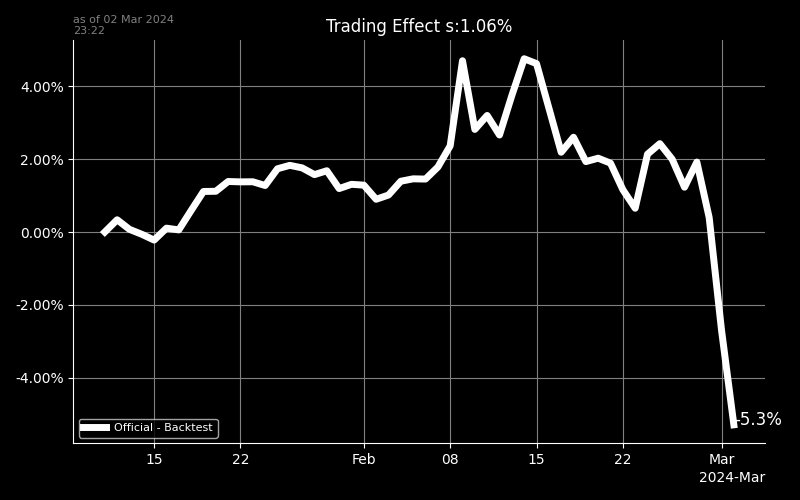 as of 02 Mar 2024
23:22
Trading Effect s:1.06%
4.00%
2.00%
0.00%
-2.00%
-4.00%
-5.3%
Official - Backtest
15
22
Feb
08
15
22
Mar
2024-Mar